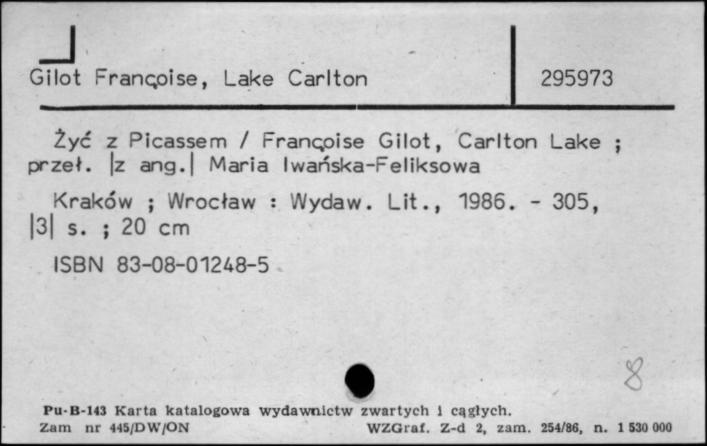 Gilot Françoise, Lake Carlton
295973
Żyć z Picassem / Françoise Gilot, Carlton Lake ;
przeł. |z ang.| Maria Iwańska-Feliksowa
Kraków ; Wrocław : Wydaw. Lit., 1986. - 305,
|3| s. ; 20 cm
ISBN 83-08-01248-5
8
Pu-B-143 Karta katalogowa wydawnictw zwartych i cągłych.
Zam nr 445/DW/ON WZGraf. Z-d 2, zam. 254/86, n. 1 530 000